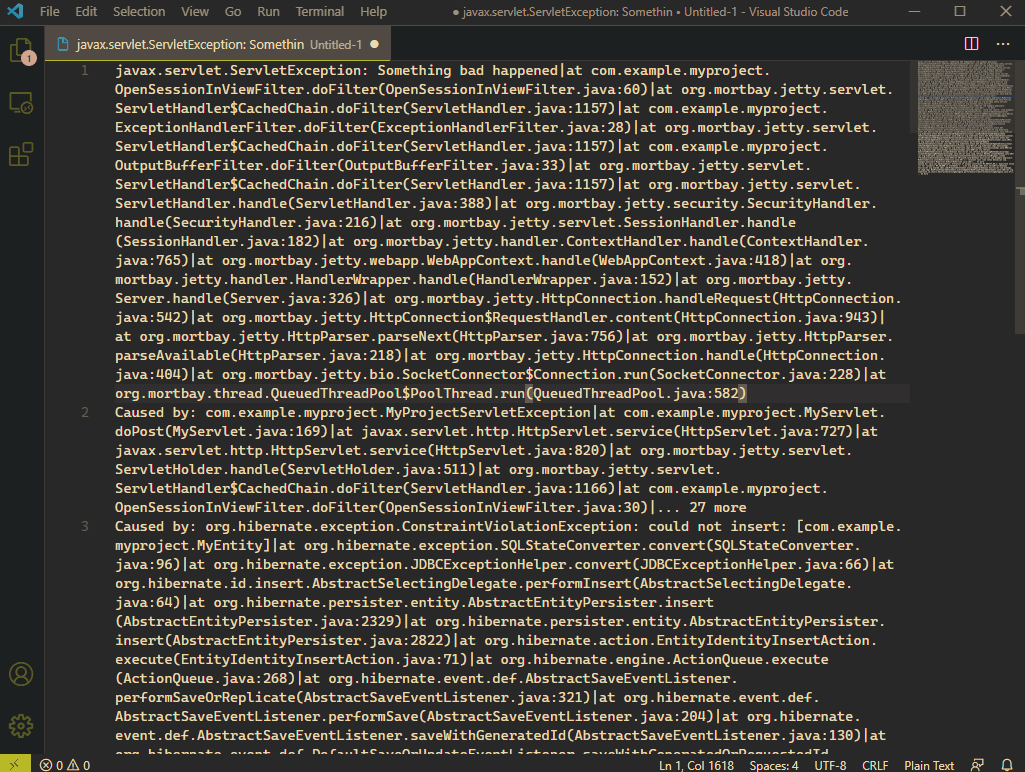 File Edit Selection View Go Run Terminal Help ● javax.servlet.ServletException: Somethin • Untitled-1 - Visual Studio Code
javax.servlet.ServletException: Somethin Untitled-1 ●
1
1 javax.servlet.ServletException: Something bad happened|at com.example.myproject.
OpenSessionInViewFilter.doFilter(OpenSessionInViewFilter.java:60)|at org.mortbay.jetty.servlet.
ServletHandler$CachedChain.doFilter(ServletHandler.java:1157)|at com.example.myproject.
ExceptionHandlerFilter.doFilter(ExceptionHandlerFilter.java:28)|at org.mortbay.jetty.servlet.
ServletHandler$CachedChain.doFilter(ServletHandler.java:1157)|at com.example.myproject.
OutputBufferFilter.doFilter(OutputBufferFilter.java:33)|at org.mortbay.jetty.servlet.
ServletHandler$CachedChain.doFilter(ServletHandler.java:1157)|at org.mortbay.jetty.servlet.
ServletHandler.handle(ServletHandler.java:388)|at org.mortbay.jetty.security.SecurityHandler.
handle(SecurityHandler.java:216)|at org.mortbay.jetty.servlet.SessionHandler.handle
(SessionHandler.java:182)|at org.mortbay.jetty.handler.ContextHandler.handle(ContextHandler.
java:765)|at org.mortbay.jetty.webapp.WebAppContext.handle(WebAppContext.java:418)|at org.
mortbay.jetty.handler.HandlerWrapper.handle(HandlerWrapper.java:152)|at org.mortbay.jetty.
Server.handle(Server.java:326)|at org.mortbay.jetty.HttpConnection.handleRequest(HttpConnection.
java:542)|at org.mortbay.jetty.HttpConnection$RequestHandler.content(HttpConnection.java:943)|
at org.mortbay.jetty.HttpParser.parseNext(HttpParser.java:756)|at org.mortbay.jetty.HttpParser.
parseAvailable(HttpParser.java:218)|at org.mortbay.jetty.HttpConnection.handle(HttpConnection.
java:404)|at org.mortbay.jetty.bio.SocketConnector$Connection.run(SocketConnector.java:228)|at
org.mortbay.thread.QueuedThreadPool$PoolThread.run(QueuedThreadPool.java:582)
2 Caused by: com.example.myproject.MyProjectServletException|at com.example.myproject.MyServlet.
doPost(MyServlet.java:169)|at javax.servlet.http.HttpServlet.service(HttpServlet.java:727)|at
javax.servlet.http.HttpServlet.service(HttpServlet.java:820)|at org.mortbay.jetty.servlet.
ServletHolder.handle(ServletHolder.java:511)|at org.mortbay.jetty.servlet.
ServletHandler$CachedChain.doFilter(ServletHandler.java:1166)|at com.example.myproject.
OpenSessionInViewFilter.doFilter(OpenSessionInViewFilter.java:30)|... 27 more
3 Caused by: org.hibernate.exception.ConstraintViolationException: could not insert: [com.example.
myproject.MyEntity]|at org.hibernate.exception.SQLStateConverter.convert(SQLStateConverter.
java:96)|at org.hibernate.exception.JDBCExceptionHelper.convert(JDBCExceptionHelper.java:66)|at
org.hibernate.id.insert.AbstractSelectingDelegate.performInsert(AbstractSelectingDelegate.
java:64)|at org.hibernate.persister.entity.AbstractEntityPersister.insert
(AbstractEntityPersister.java:2329)|at org.hibernate.persister.entity.AbstractEntityPersister.
insert(AbstractEntityPersister.java:2822)|at org.hibernate.action.EntityIdentityInsertAction.
execute(EntityIdentityInsertAction.java:71)|at org.hibernate.engine.ActionQueue.execute
(ActionQueue.java:268)|at org.hibernate.event.def.AbstractSaveEventListener.
performSaveOrReplicate(AbstractSaveEventListener.java:321)|at org.hibernate.event.def.
AbstractSaveEventListener.performSave(AbstractSaveEventListener.java:204)|at org.hibernate.
event.def.AbstractSaveEventListener.saveWithGeneratedId(AbstractSaveEventListener.java:130)|at
org.hibernate.event.def.DefaultSaveOrUpdateEventListener.saveWithGeneratedOrRequestedId
0 0 Ln 1, Col 1618 Spaces: 4 UTF-8 CRLF Plain Text